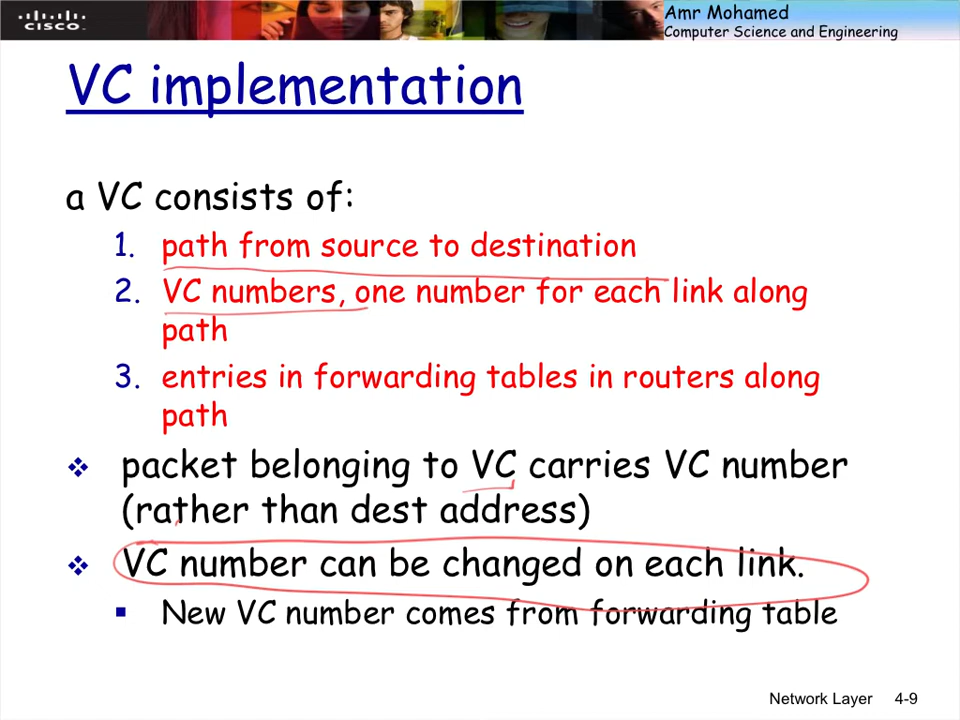 CISCO
Amr Mohamed
Computer Science and Engineering
VC implementation
a VC consists of:
1. path from source to destination
2. VC numbers, one number for each link along
path
3. entries in forwarding tables in routers along
path
❖ packet belonging to VC carries VC number
(rather than dest address)
❖ VC number can be changed on each link.
▪ New VC number comes from forwarding table
Network Layer 4-9